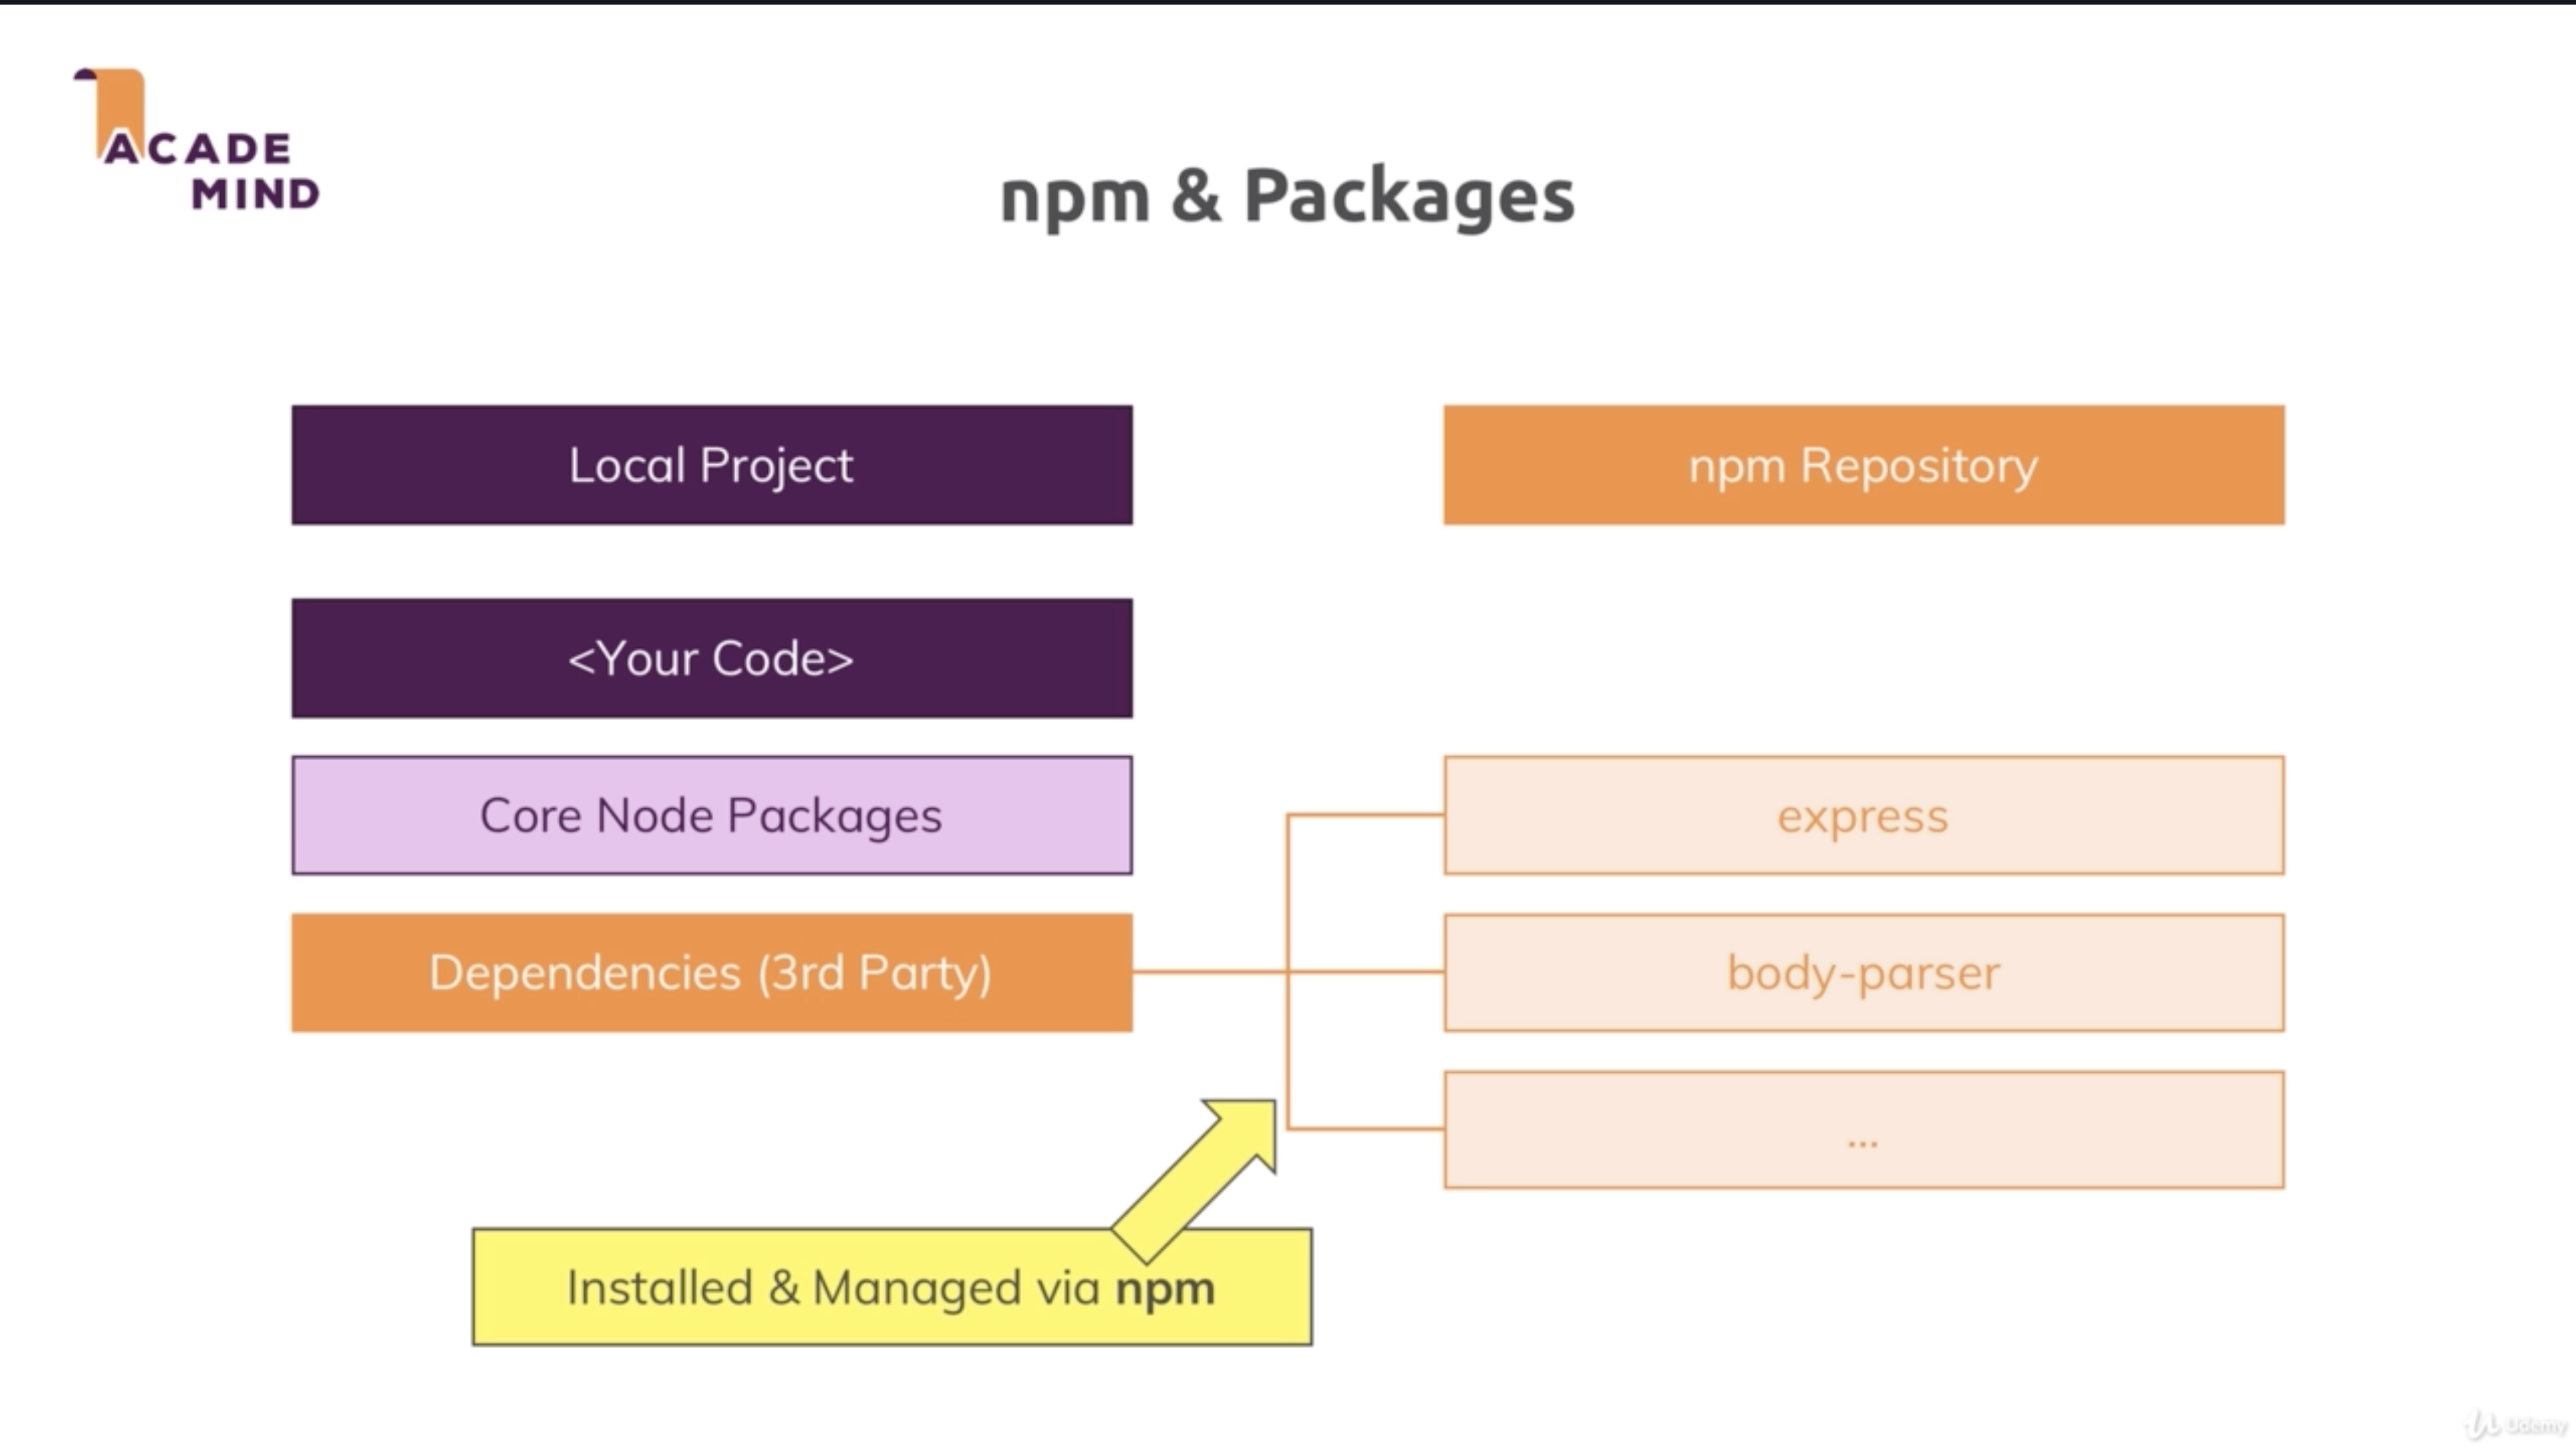 ACADE
MIND
npm & Packages
Local Project
npm Repository
<Your Code>
Core Node Packages
express
Dependencies (3rd Party)
body-parser
...
Installed & Managed via npm
Udemy